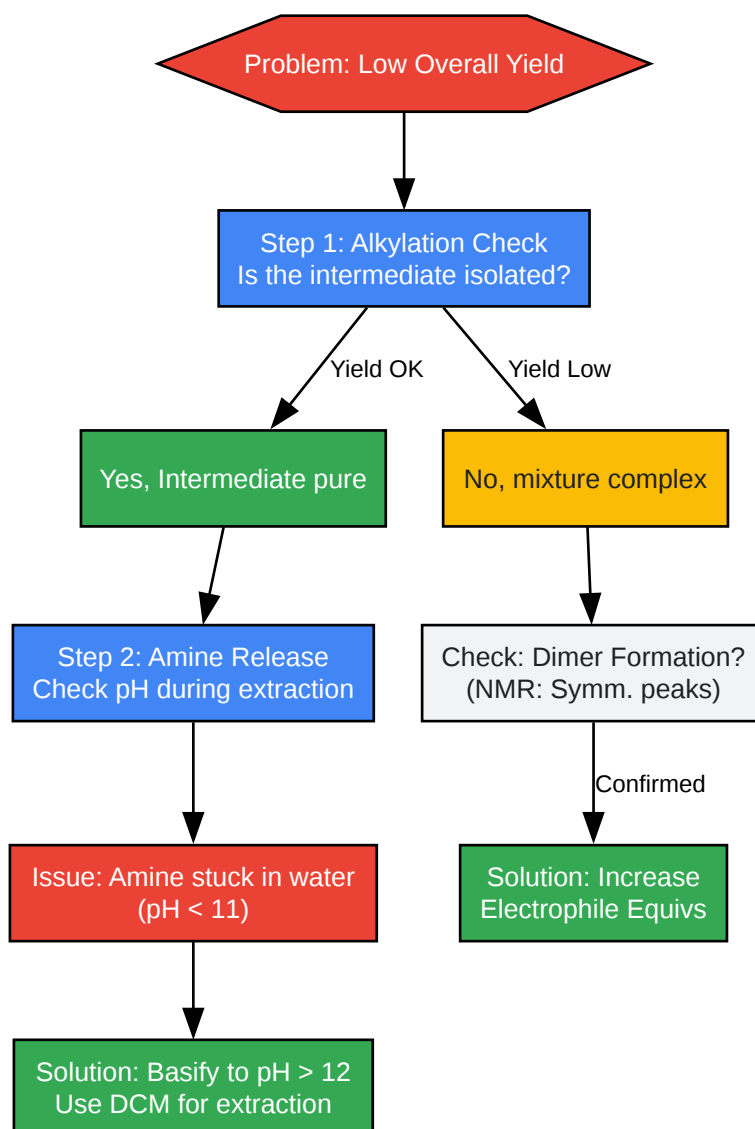 Problem: Low Overall Yield
Step 1: Alkylation Check
Is the intermediate isolated?
Yield OK
Yield Low
Yes, Intermediate pure
No, mixture complex
Step 2: Amine Release
Check pH during extraction
Check: Dimer Formation?
(NMR: Symm. peaks)
Confirmed
Issue: Amine stuck in water
(pH < 11)
Solution: Increase
Electrophile Equivs
Solution: Basify to pH > 12
Use DCM for extraction